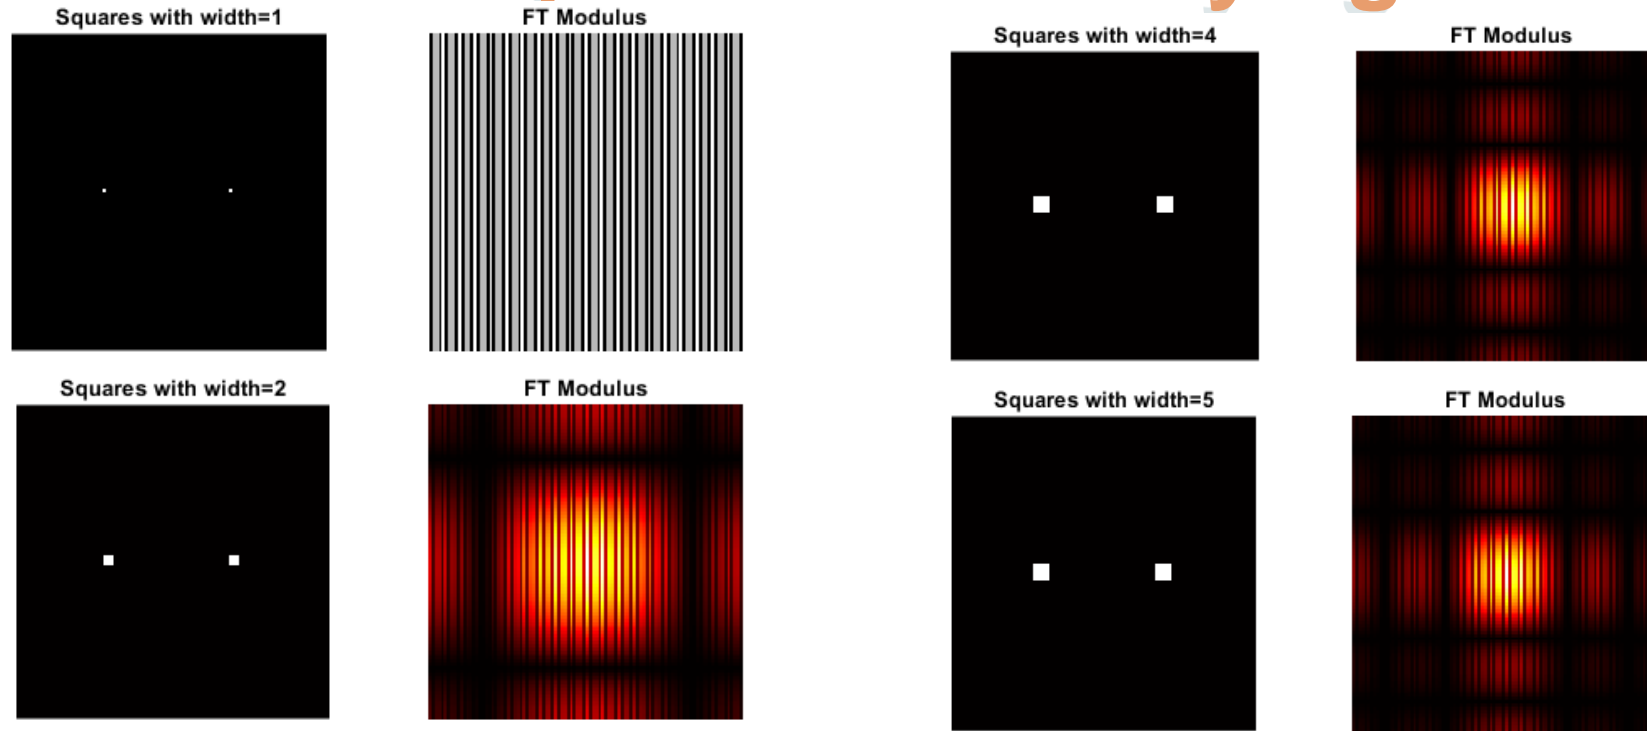 Squares with width=1
FT Modulus
Squares with width=2
FT Modulus
Squares with width=4
FT Modulus
Squares with width=5
FT Modulus